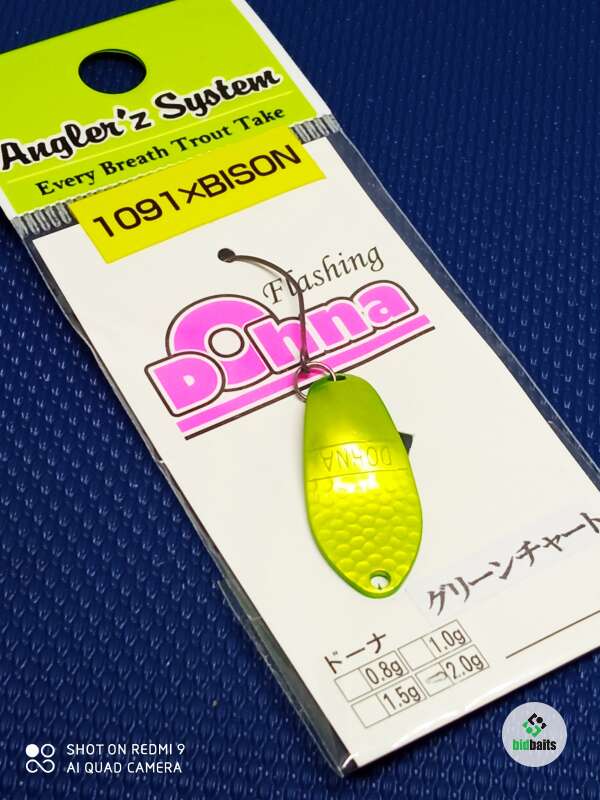 Angler'z System
Every Breath Trout Take
1091×BISON
Flashing
Dohna
DOHNA
グリーンチャート
ドーナ
0.8g
1.0g
1.5g
2.0g
SHOT ON REDMI 9
AI QUAD CAMERA
bidbaits